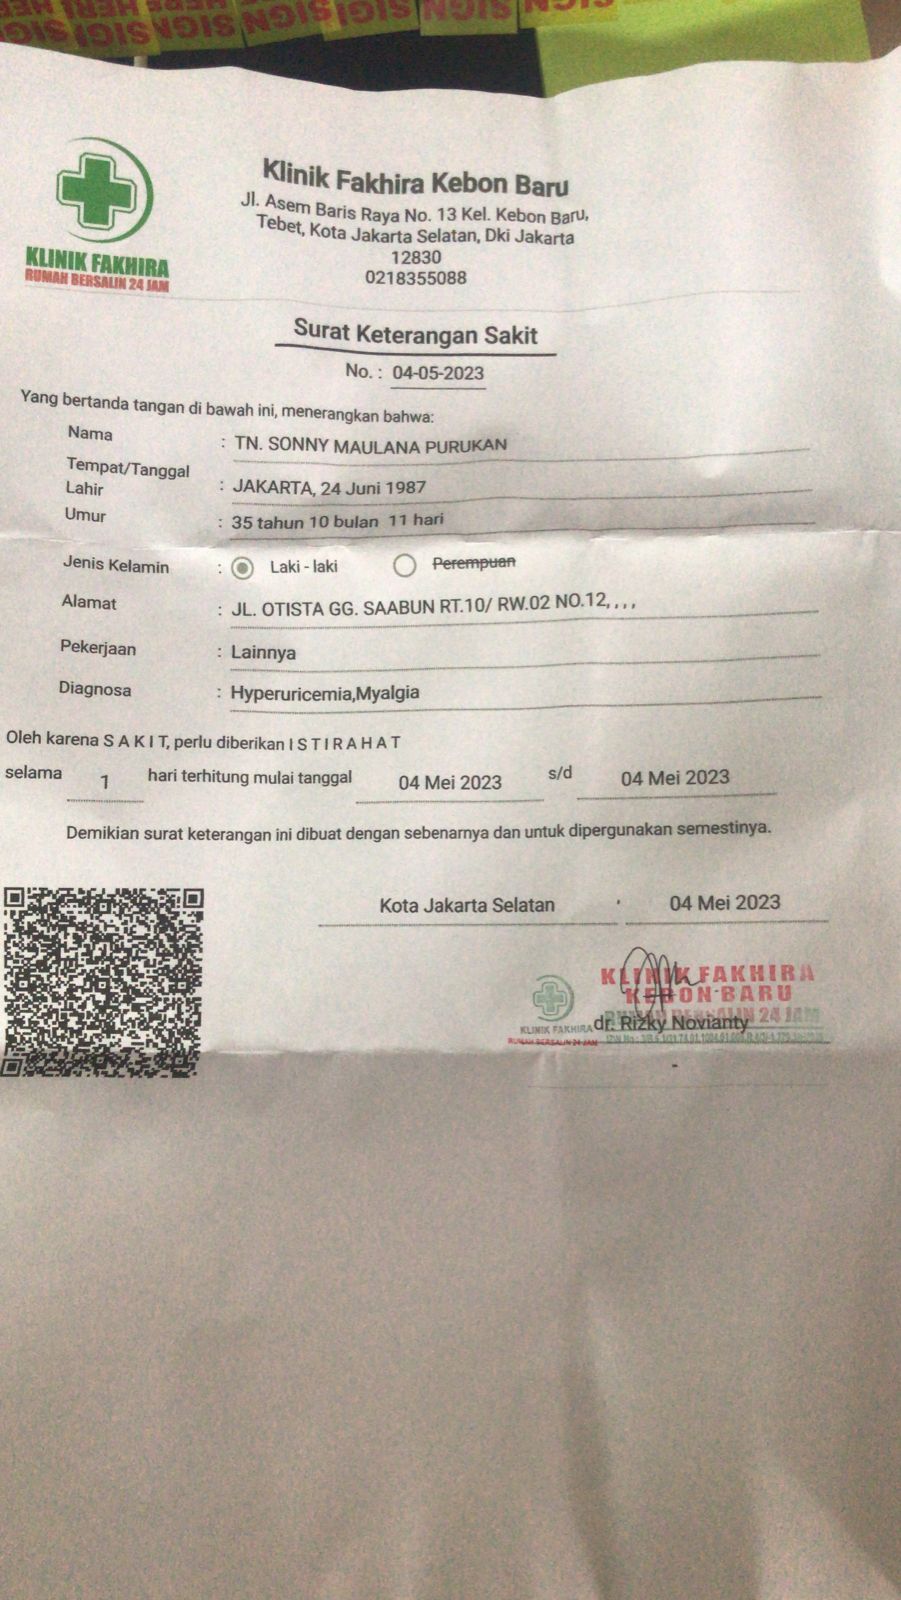 KLINIK FAKHIRA
RUMAH BERSALIN 24 JAM
Klinik Fakhira Kebon Baru
Jl. Asem Baris Raya No. 13 Kel. Kebon Baru,
Tebet, Kota Jakarta Selatan, Dki Jakarta
12830
0218355088
Surat Keterangan Sakit
No. : 04-05-2023
Yang bertanda tangan di bawah ini, menerangkan bahwa:
Nama : TN. SONNY MAULANA PURUKAN
Tempat/Tanggal
Lahir : JAKARTA, 24 Juni 1987
Umur : 35 tahun 10 bulan 11 hari
Jenis Kelamin : Laki - laki Perempuan
Alamat : JL. OTISTA GG. SAABUN RT.10/ RW.02 NO.12, , , ,
Pekerjaan : Lainnya
Diagnosa : Hyperuricemia,Myalgia
Oleh karena S A K I T, perlu diberikan I S T I R A H A T
selama 1 hari terhitung mulai tanggal 04 Mei 2023 s/d 04 Mei 2023
Demikian surat keterangan ini dibuat dengan sebenarnya dan untuk dipergunakan semestinya.
Kota Jakarta Selatan , 04 Mei 2023
KLINIK FAKHIRA
KEBON BARU
RUMAH BERSALIN 24 JAM
KLINIK FAKHIRA
RUMAH BERSALIN 24 JAM
dr. Rizky Novianty